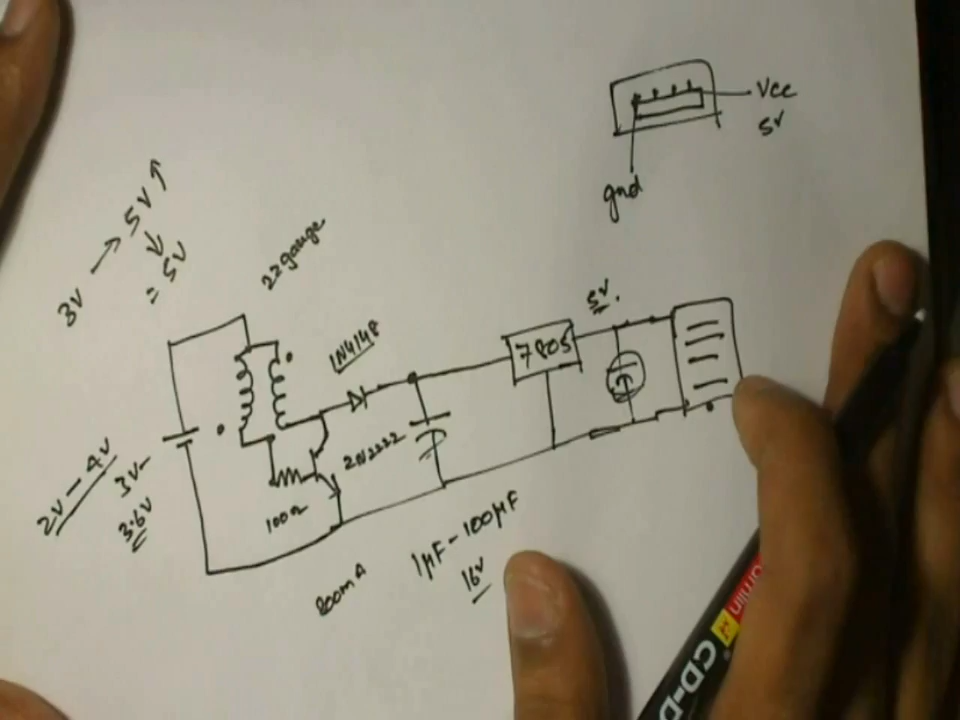 Vcc
5V
gnd
3V → 5V ↑
↓
= 5V
22 gauge
1N4148
7805
5V.
2N2222
100Ω
2V - 4V
3V-
3.6V
800mA
1µF - 100µF
16V
CD-D